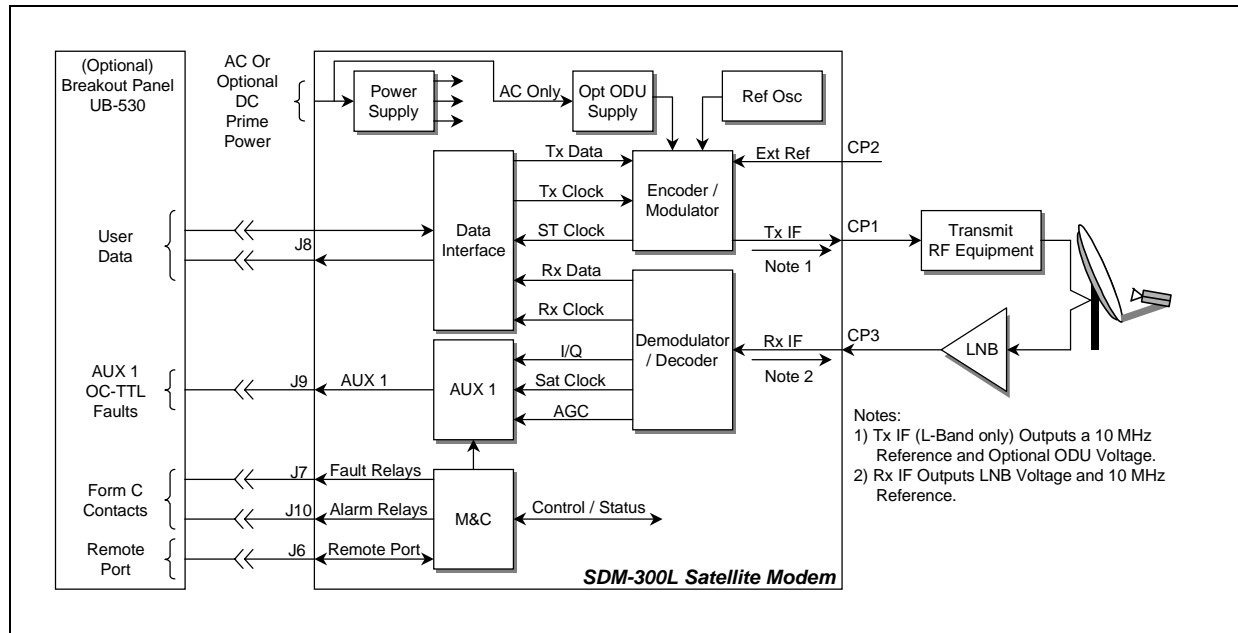 (Optional)
Breakout Panel
UB-530
AC Or
Optional
DC
Prime
Power
Power
Supply
AC Only
Opt ODU
Supply
Ref Osc
Tx Data
Tx Clock
ST Clock
Rx Data
Rx Clock
Data
Interface
Encoder /
Modulator
Ext Ref
CP2
Tx IF
CP1
Note 1
Transmit
RF Equipment
User
Data
J8
Demodulator
/ Decoder
Rx IF
CP3
Note 2
LNB
I/Q
Sat Clock
AGC
AUX 1
AUX 1
J9
AUX 1
OC-TTL
Faults
J7
Fault Relays
Form C
Contacts
J10
Alarm Relays
M&C
Control / Status
Remote
Port
J6
Remote Port
SDM-300L Satellite Modem
Notes:
1) Tx IF (L-Band only) Outputs a 10 MHz
Reference and Optional ODU Voltage.
2) Rx IF Outputs LNB Voltage and 10 MHz
Reference.